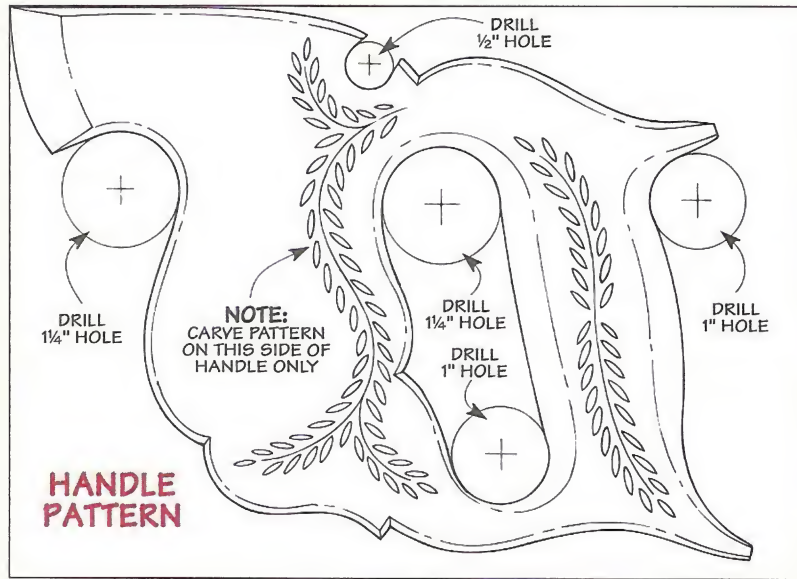 DRILL
½" HOLE
DRILL
1¼" HOLE
NOTE:
CARVE PATTERN
ON THIS SIDE OF
HANDLE ONLY
DRILL
1¼" HOLE
DRILL
1" HOLE
DRILL
1" HOLE
HANDLE
PATTERN